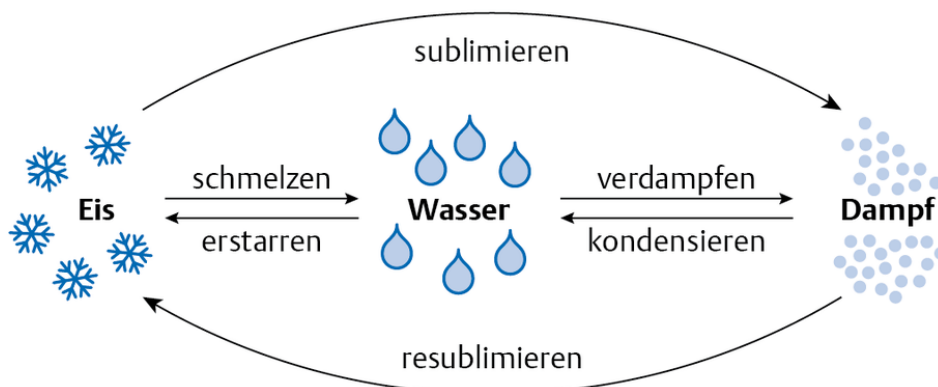 sublimieren
schmelzen
verdampfen
Eis
Wasser
Dampf
erstarren
kondensieren
resublimieren